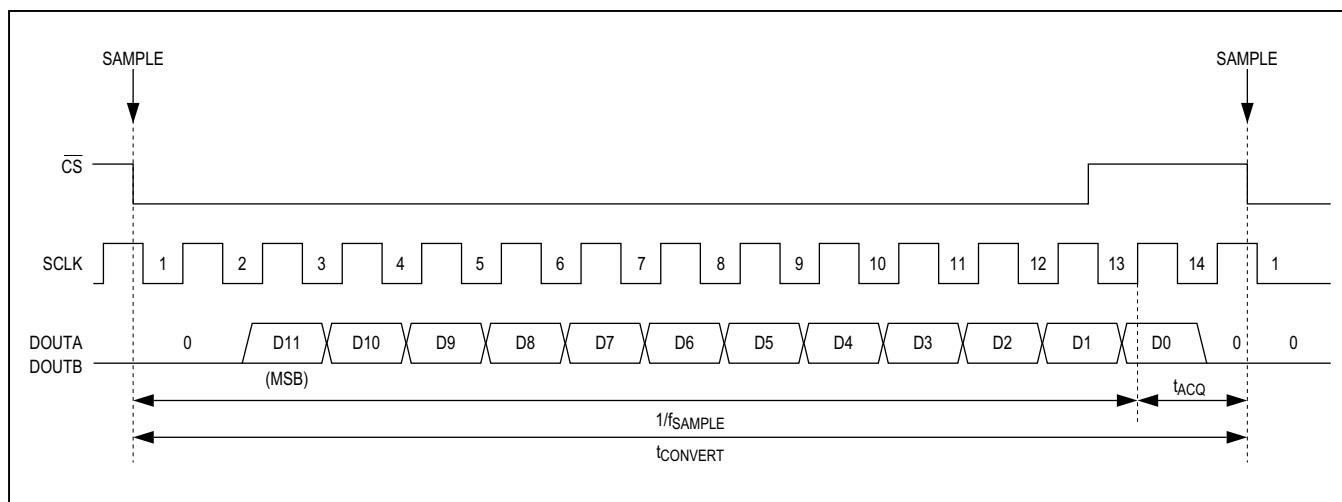 SAMPLE SAMPLE
CS
SCLK 1 2 3 4 5 6 7 8 9 10 11 12 13 14 1
DOUTA
DOUTB
0 D11 D10 D9 D8 D7 D6 D5 D4 D3 D2 D1 D0 0 0
(MSB)
tACQ
1/fSAMPLE
tCONVERT